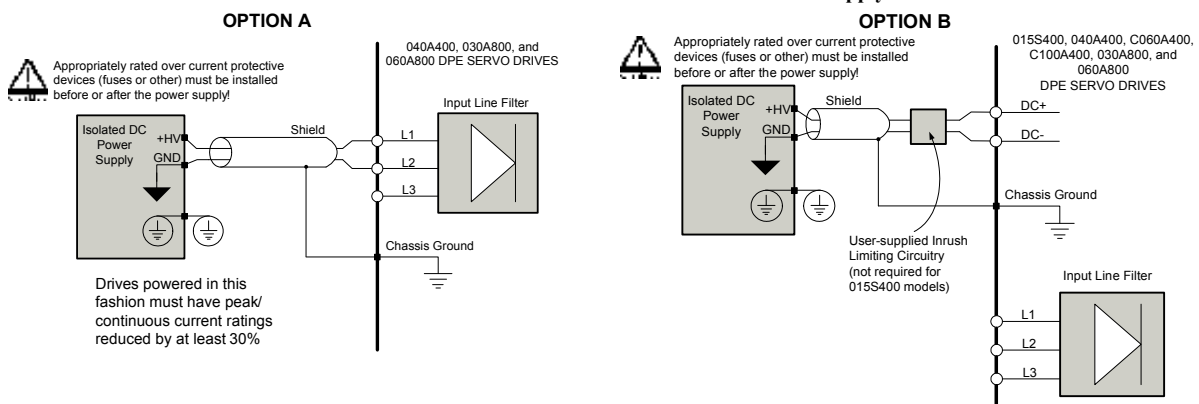 OPTION A
Appropriately rated over current protective
devices (fuses or other) must be installed
before or after the power supply!
040A400, 030A800, and
060A800 DPE SERVO DRIVES
Isolated DC
Power
Supply
+HV
GND
Shield
L1
L2
L3
Input Line Filter
Chassis Ground
Drives powered in this
fashion must have peak/
continuous current ratings
reduced by at least 30%
OPTION B
Appropriately rated over current protective
devices (fuses or other) must be installed
before or after the power supply!
015S400, 040A400, C060A400,
C100A400, 030A800, and
060A800
DPE SERVO DRIVES
Isolated DC
Power
Supply
+HV
GND
Shield
DC+
DC-
Chassis Ground
User-supplied Inrush
Limiting Circuitry
(not required for
015S400 models)
Input Line Filter
L1
L2
L3